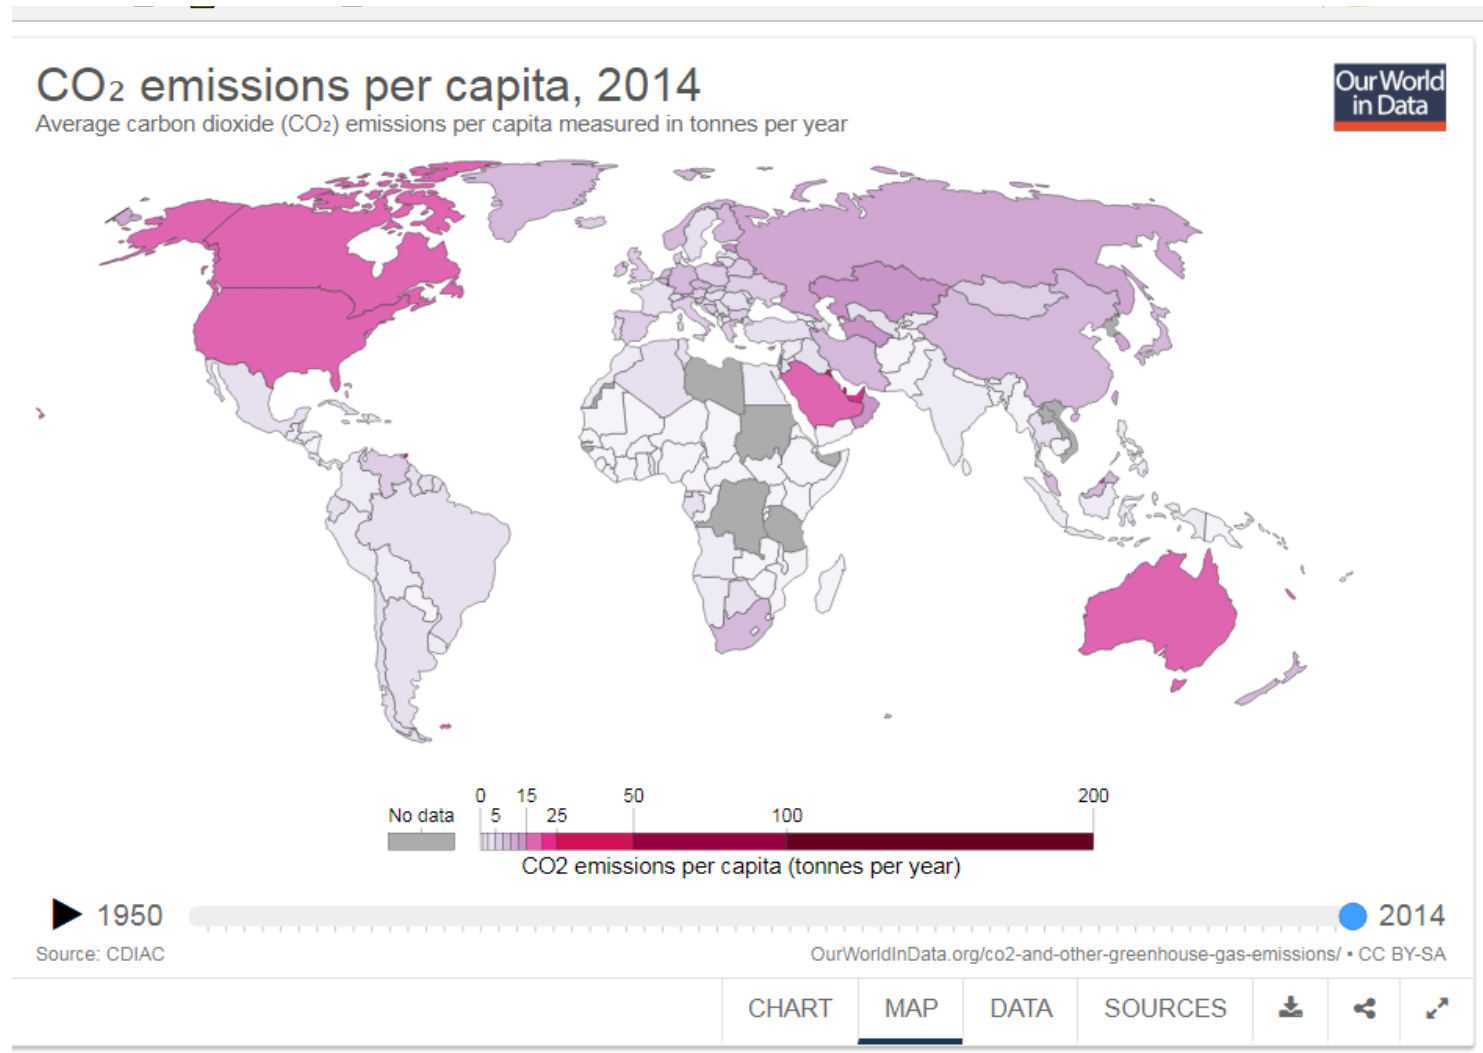 CO₂ emissions per capita, 2014
Average carbon dioxide (CO₂) emissions per capita measured in tonnes per year
Our World
in Data
0 15 50 200
No data 5 25 100
CO2 emissions per capita (tonnes per year)
1950 2014
Source: CDIAC OurWorldInData.org/co2-and-other-greenhouse-gas-emissions/ • CC BY-SA
CHART MAP DATA SOURCES